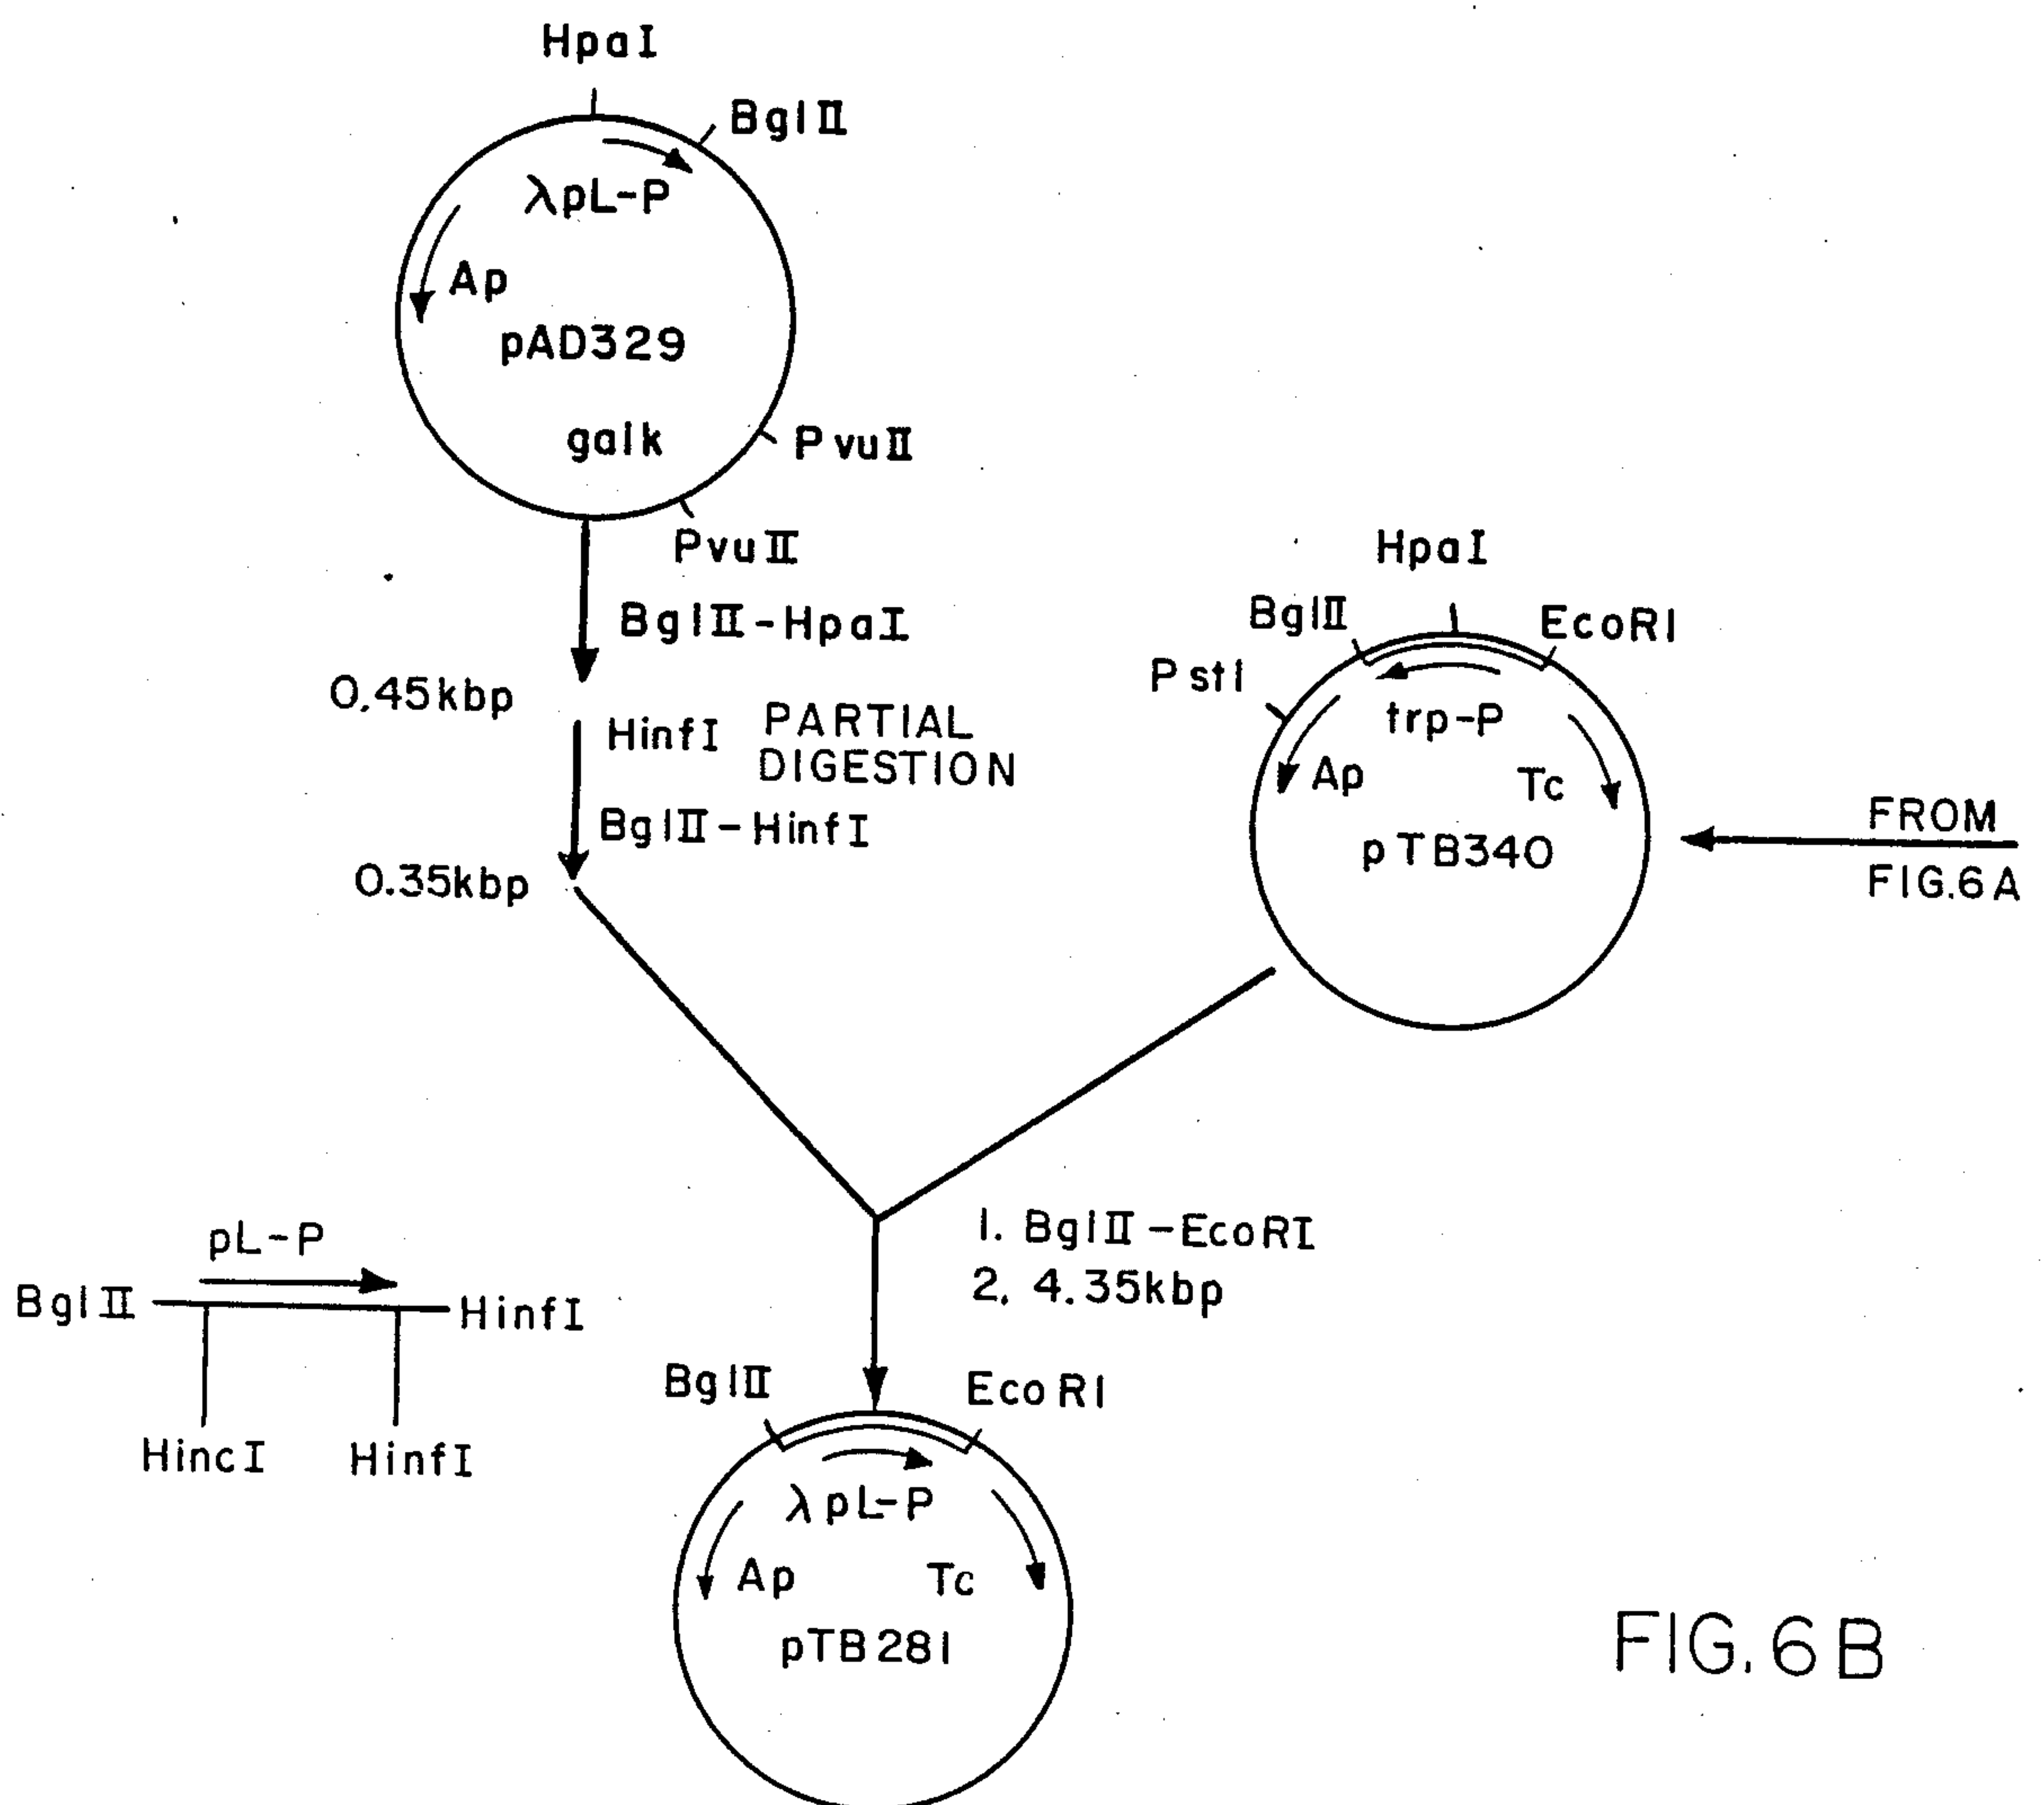 HpaI
BglII
λpL-P
Ap
pAD329
galk
PvuII
PvuII
BglII-HpaI
0.45kbp
HinfI PARTIAL
DIGESTION
BglII-HinfI
0.35kbp
HpaI
BglII
EcoRI
PstI
trp-P
Ap
Tc
pTB340
FROM
FIG.6A
1. BglII-EcoRI
2. 4.35kbp
pL-P
BglII
HinfI
HincI
HinfI
BglII
EcoRI
λpL-P
Ap
Tc
pTB281
FIG.6B